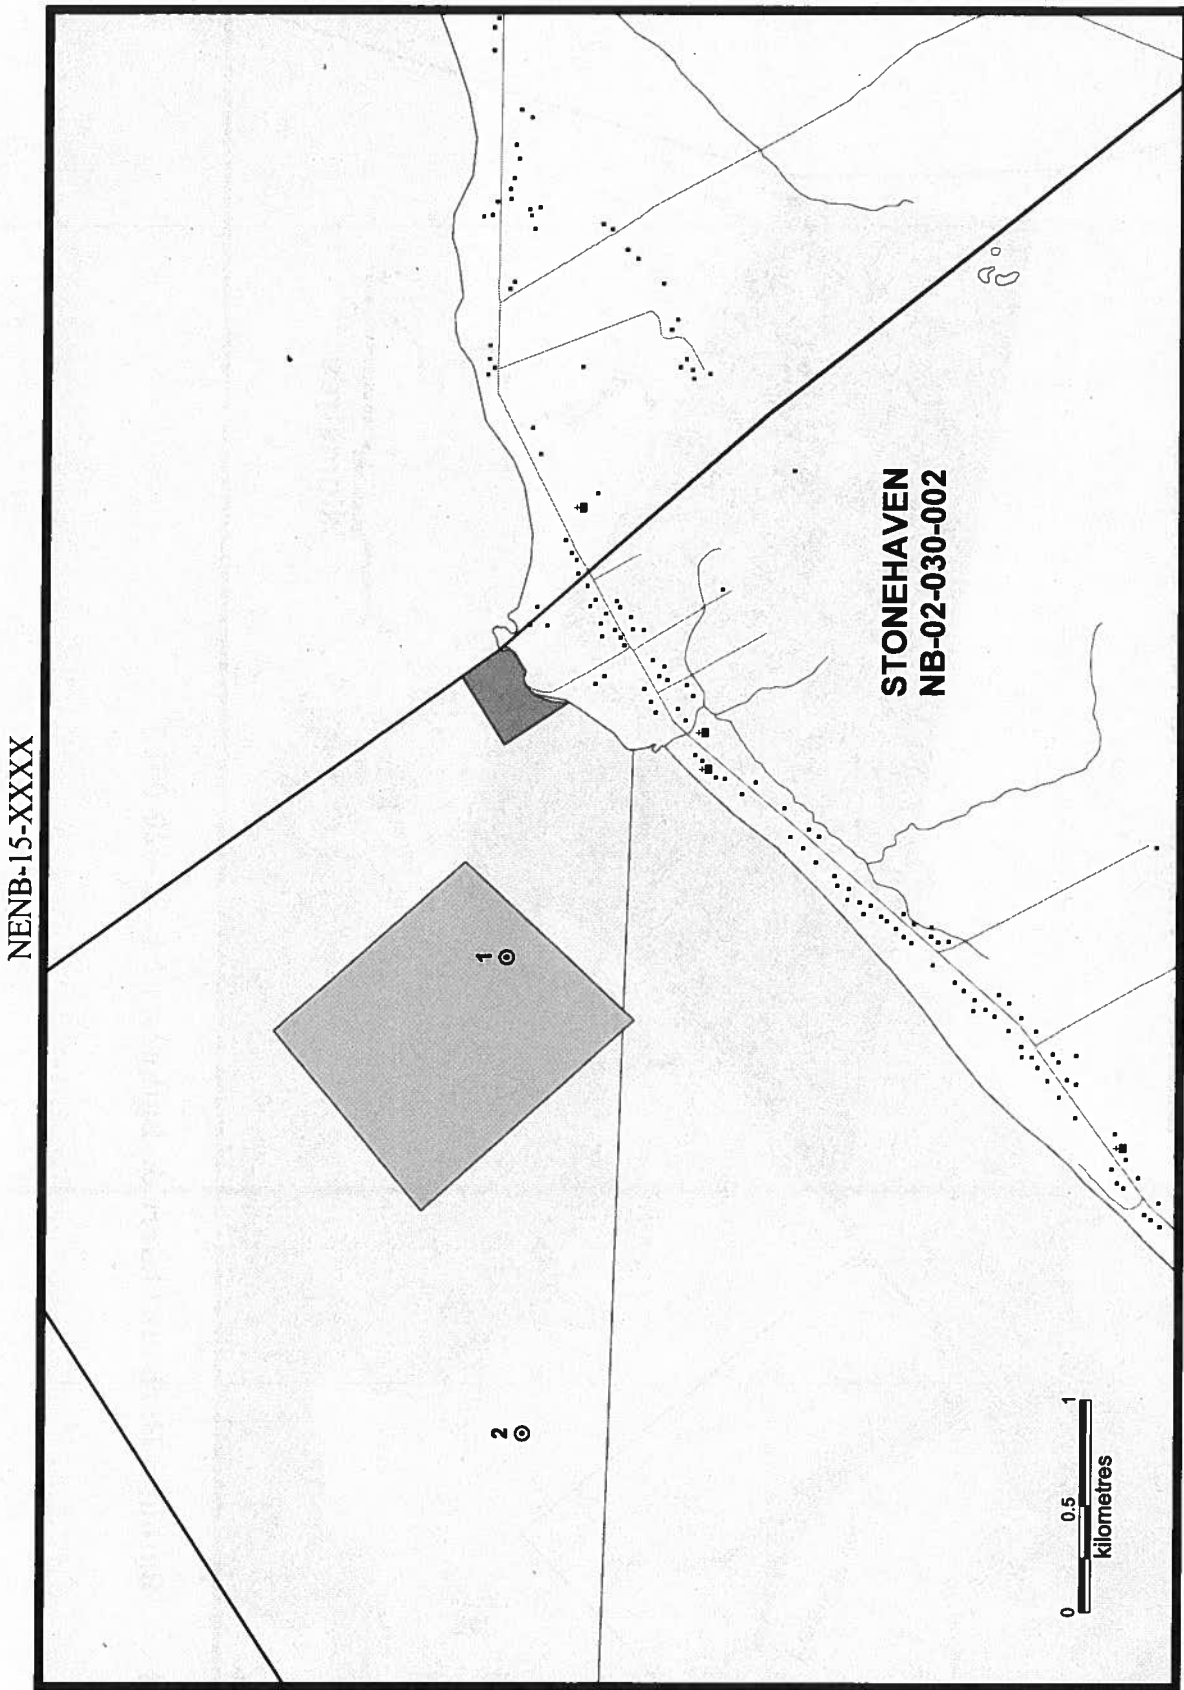 NENB-15-XXXX
1
2
STONEHAVEN
NB-02-030-002
0 0.5 1
kilometres